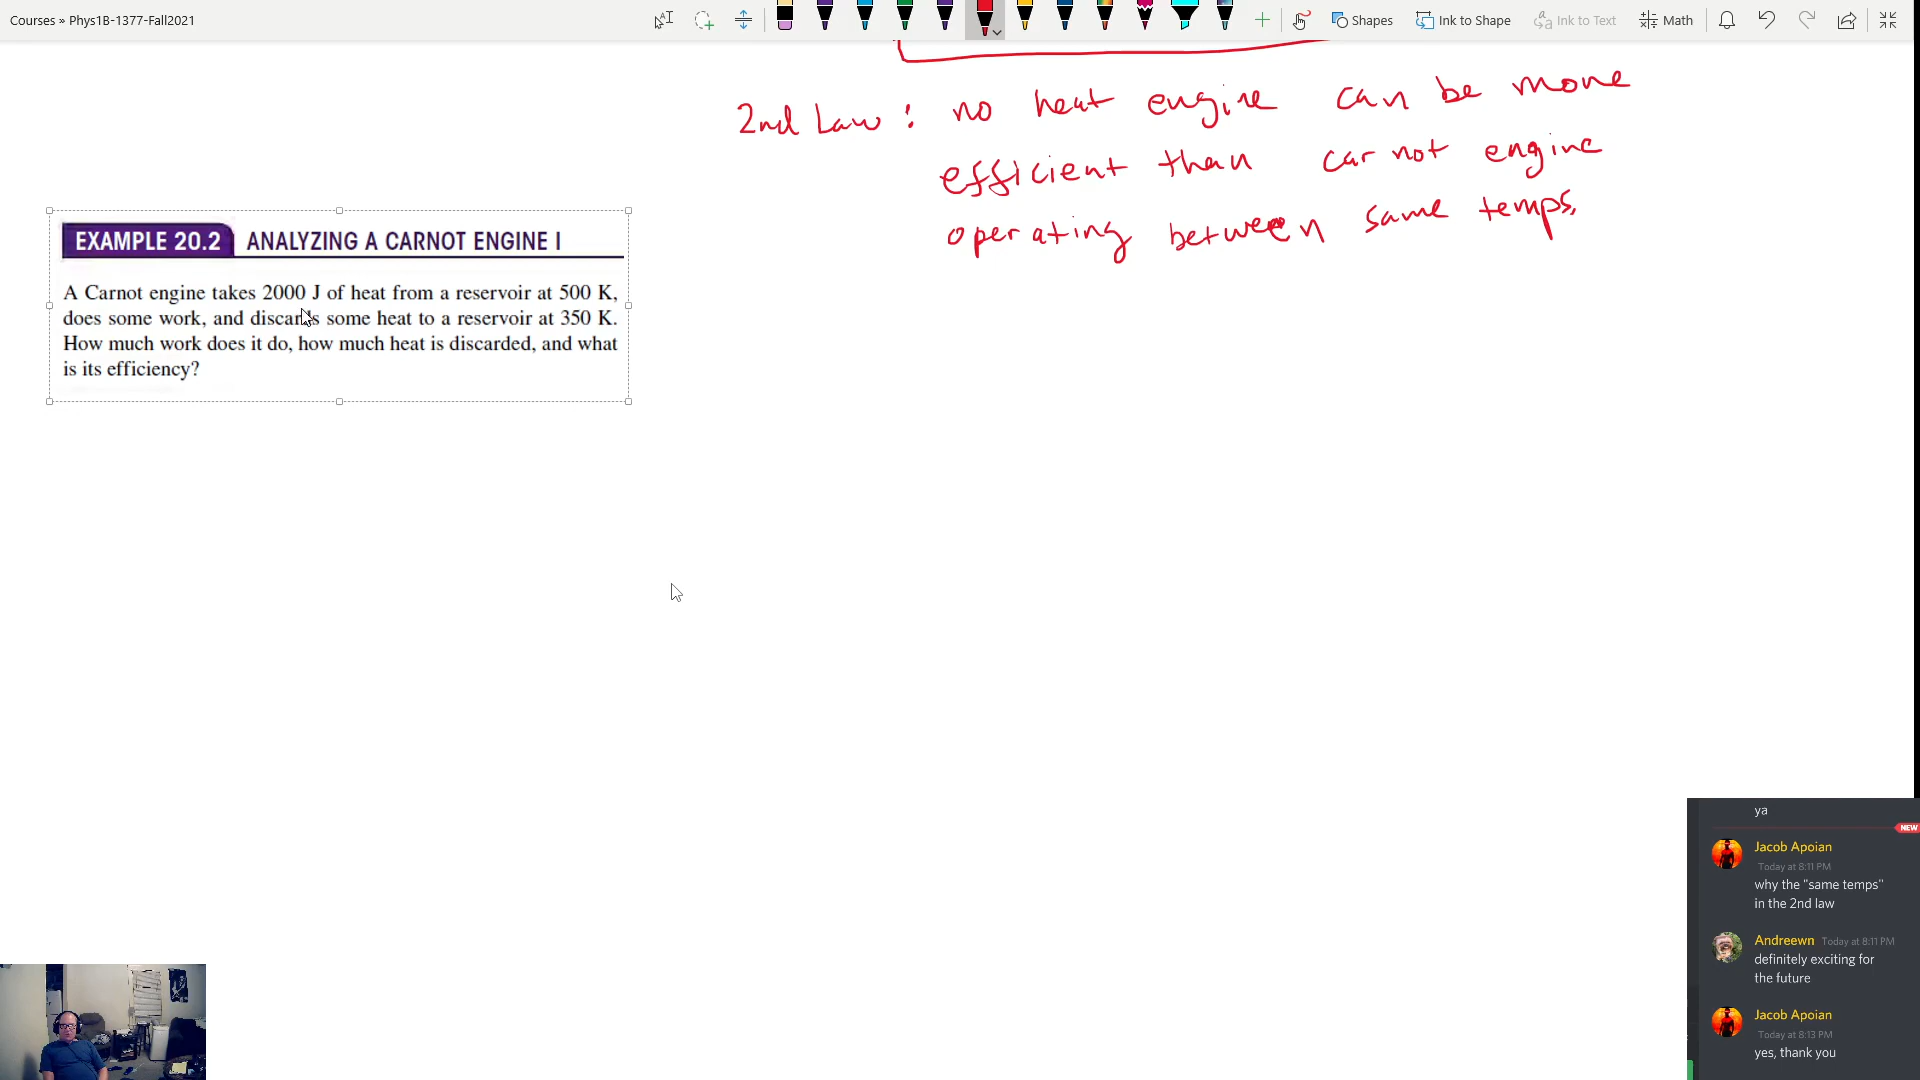 Courses » Phys1B-1377-Fall2021
Shapes
Ink to Shape
Ink to Text
Math
2nd Law : no heat engine can be more
efficient than carnot engine
operating between same temps.
EXAMPLE 20.2 ANALYZING A CARNOT ENGINE I
A Carnot engine takes 2000 J of heat from a reservoir at 500 K,
does some work, and discards some heat to a reservoir at 350 K.
How much work does it do, how much heat is discarded, and what
is its efficiency?
ya
NEW
Jacob Apoian
Today at 8:11 PM
why the "same temps"
in the 2nd law
Andreewn Today at 8:11 PM
definitely exciting for
the future
Jacob Apoian
Today at 8:13 PM
yes, thank you